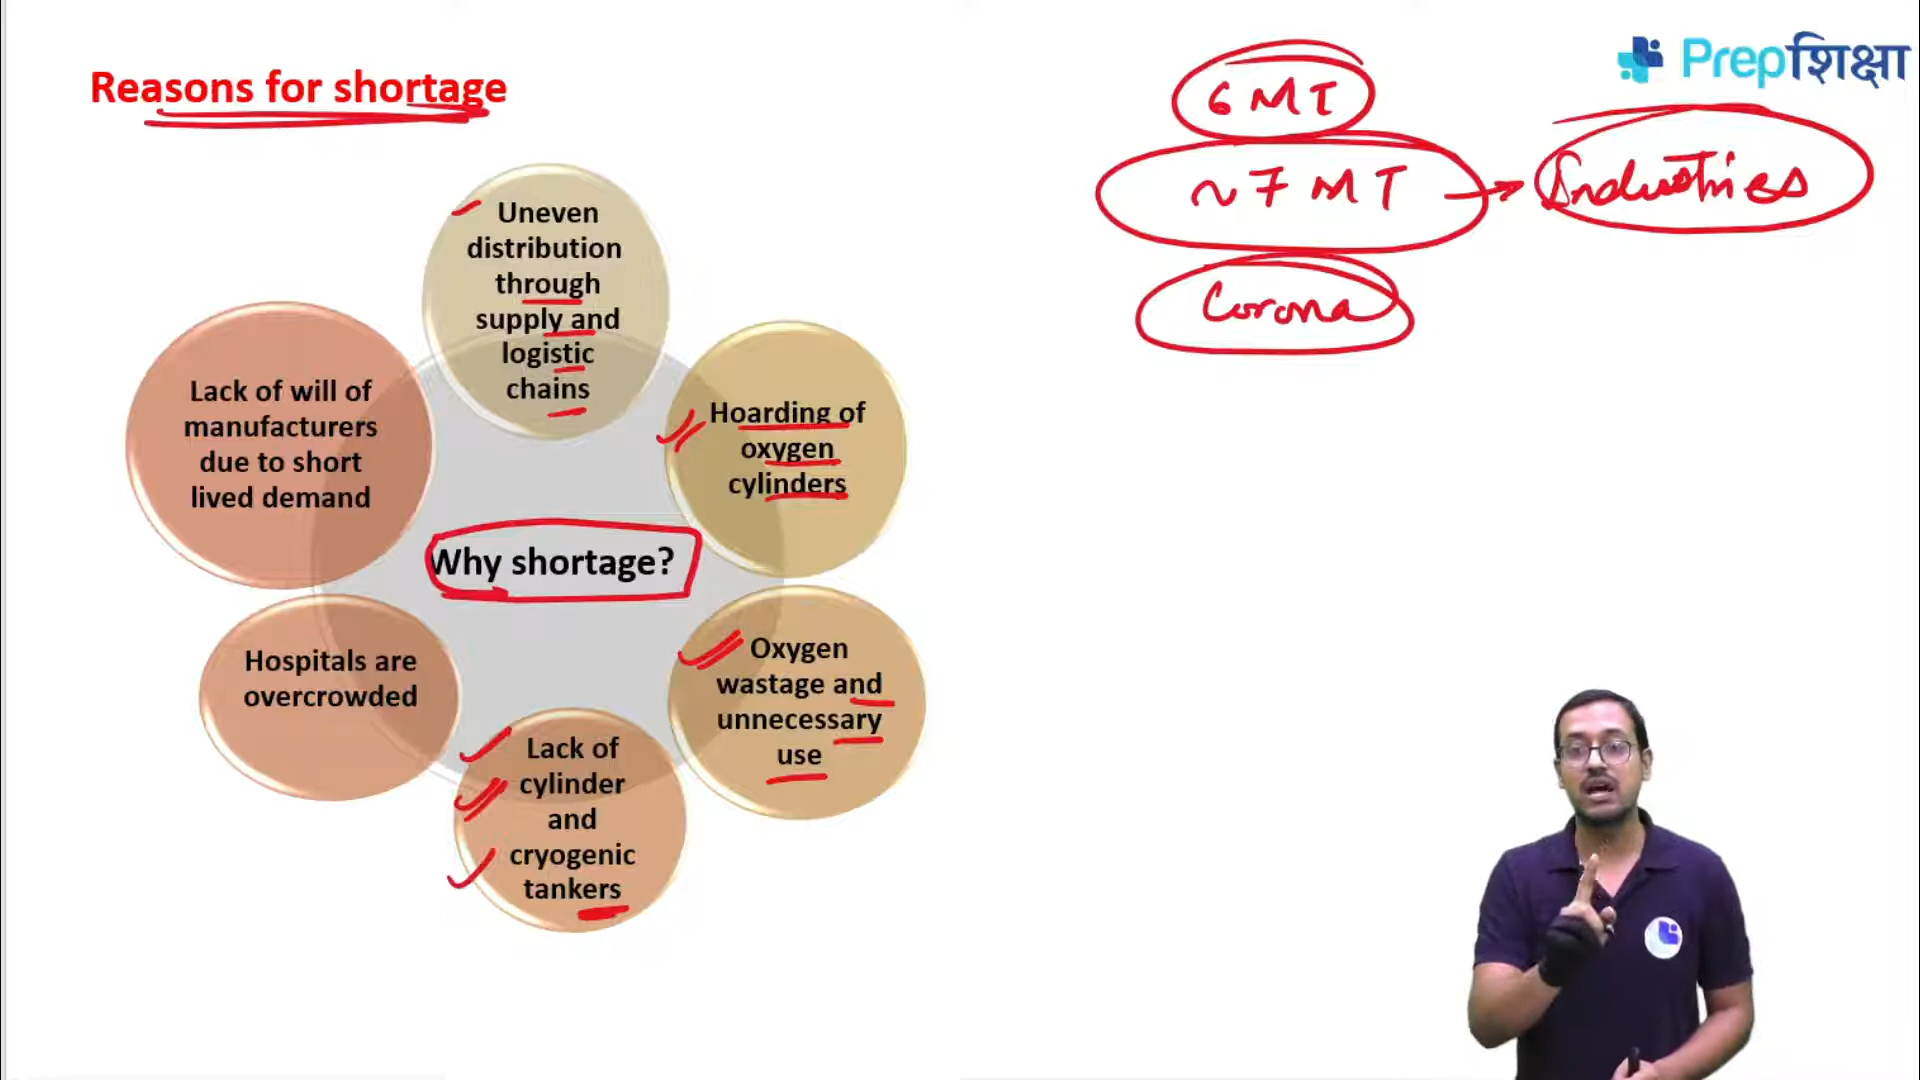 Reasons for shortage
6 MT
Prepशिक्षा
~7 MT → Industries
Corona
Uneven
distribution
through
supply and
logistic
chains
Hoarding of
oxygen
cylinders
Oxygen
wastage and
unnecessary
use
Lack of
cylinder
and
cryogenic
tankers
Hospitals are
overcrowded
Lack of will of
manufacturers
due to short
lived demand
Why shortage?